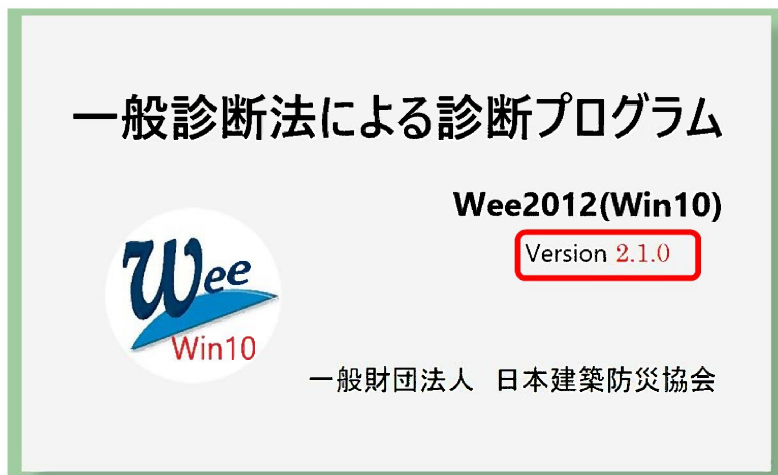 一般診断法による診断プログラム
Wee2012(Win10)
Version 2.1.0
Wee
Win10
一般財団法人 日本建築防災協会